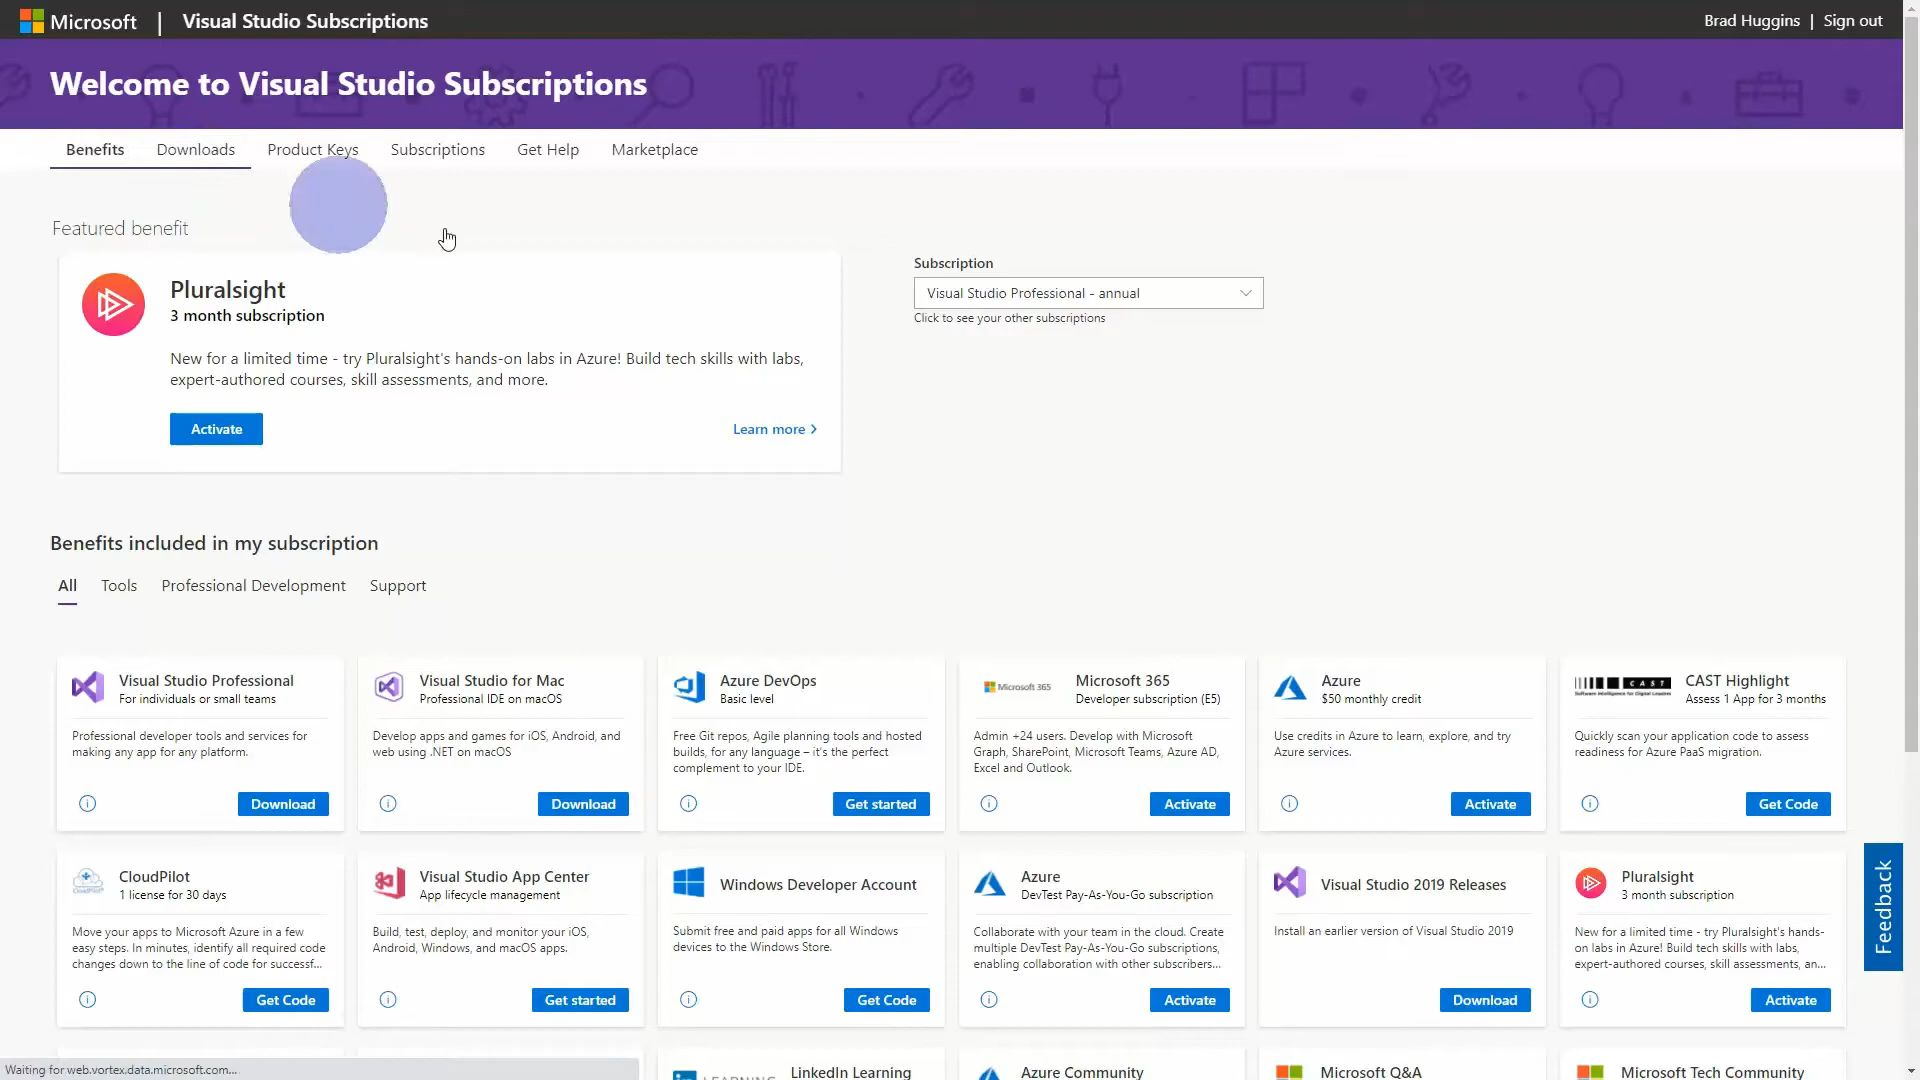 Microsoft | Visual Studio Subscriptions
Brad Huggins | Sign out
Welcome to Visual Studio Subscriptions
Benefits Downloads Product Keys Subscriptions Get Help Marketplace
Featured benefit
Pluralsight
3 month subscription
New for a limited time - try Pluralsight's hands-on labs in Azure! Build tech skills with labs,
expert-authored courses, skill assessments, and more.
Activate
Learn more >
Subscription
Visual Studio Professional - annual
Click to see your other subscriptions
Benefits included in my subscription
All Tools Professional Development Support
Visual Studio Professional
For individuals or small teams
Professional developer tools and services for
making any app for any platform.
Download
Visual Studio for Mac
Professional IDE on macOS
Develop apps and games for iOS, Android, and
web using .NET on macOS
Download
Azure DevOps
Basic level
Free Git repos, Agile planning tools and hosted
builds, for any language – it's the perfect
complement to your IDE.
Get started
Microsoft 365
Microsoft 365
Developer subscription (E5)
Admin +24 users. Develop with Microsoft
Graph, SharePoint, Microsoft Teams, Azure AD,
Excel and Outlook.
Activate
Azure
$50 monthly credit
Use credits in Azure to learn, explore, and try
Azure services.
Activate
CAST
Software Intelligence for Digital Leaders
CAST Highlight
Assess 1 App for 3 months
Quickly scan your application code to assess
readiness for Azure PaaS migration.
Get Code
CloudPilot
CloudPilot
1 license for 30 days
Move your apps to Microsoft Azure in a few
easy steps. In minutes, identify all required code
changes down to the line of code for successf...
Get Code
Visual Studio App Center
App lifecycle management
Build, test, deploy, and monitor your iOS,
Android, Windows, and macOS apps.
Get started
Windows Developer Account
Submit free and paid apps for all Windows
devices to the Windows Store.
Get Code
Azure
DevTest Pay-As-You-Go subscription
Collaborate with your team in the cloud. Create
multiple DevTest Pay-As-You-Go subscriptions,
enabling collaboration with other subscribers...
Activate
Visual Studio 2019 Releases
Install an earlier version of Visual Studio 2019
Download
Pluralsight
3 month subscription
New for a limited time - try Pluralsight's hands-
on labs in Azure! Build tech skills with labs,
expert-authored courses, skill assessments, an...
Activate
Feedback
LEARNING
LinkedIn Learning
Azure Community
Microsoft Q&A
Microsoft Tech Community
Waiting for web.vortex.data.microsoft.com...